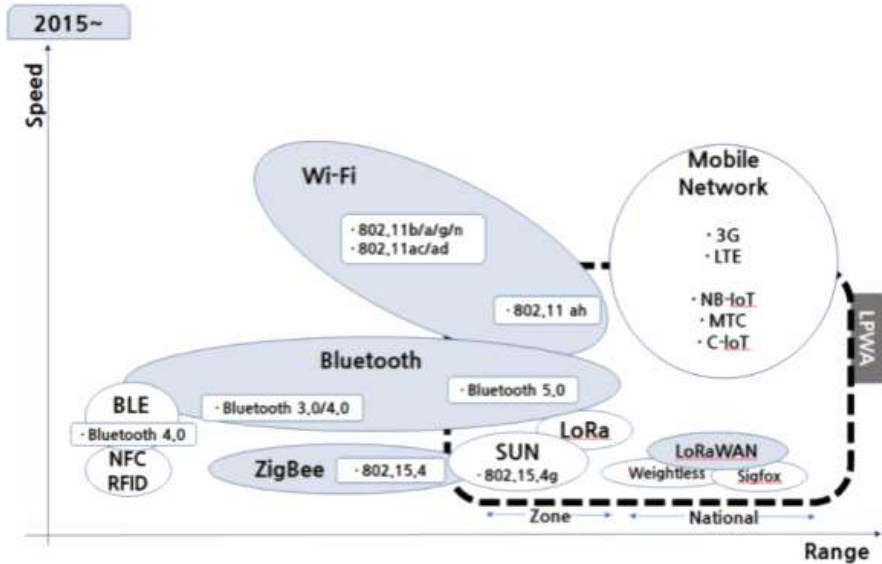 2015~
Speed
Wi-Fi
· 802.11b/a/g/n
· 802.11ac/ad
· 802.11 ah
Mobile
Network
· 3G
· LTE
· NB-IoT
· MTC
· C-IoT
LPWA
Bluetooth
· Bluetooth 5.0
· Bluetooth 3.0/4.0
BLE
· Bluetooth 4.0
NFC
RFID
ZigBee
· 802.15.4
SUN
· 802.15.4g
LoRa
LoRaWAN
Weightless
Sigfox
Zone
National
Range